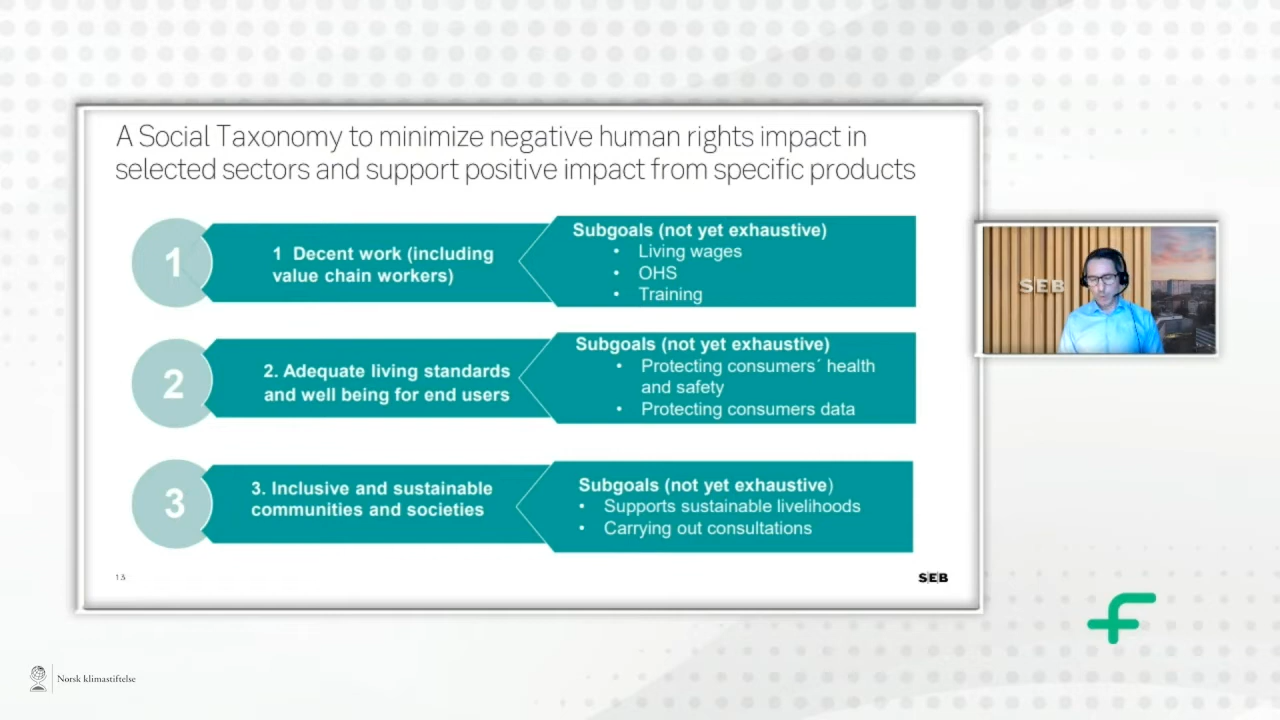 A Social Taxonomy to minimize negative human rights impact in
selected sectors and support positive impact from specific products
1
1 Decent work (including
value chain workers)
Subgoals (not yet exhaustive)
• Living wages
• OHS
• Training
2
2. Adequate living standards
and well being for end users
Subgoals (not yet exhaustive)
• Protecting consumers´ health
and safety
• Protecting consumers data
3
3. Inclusive and sustainable
communities and societies
Subgoals (not yet exhaustive)
• Supports sustainable livelihoods
• Carrying out consultations
13
SEB
SEB
Norsk klimastiftelse